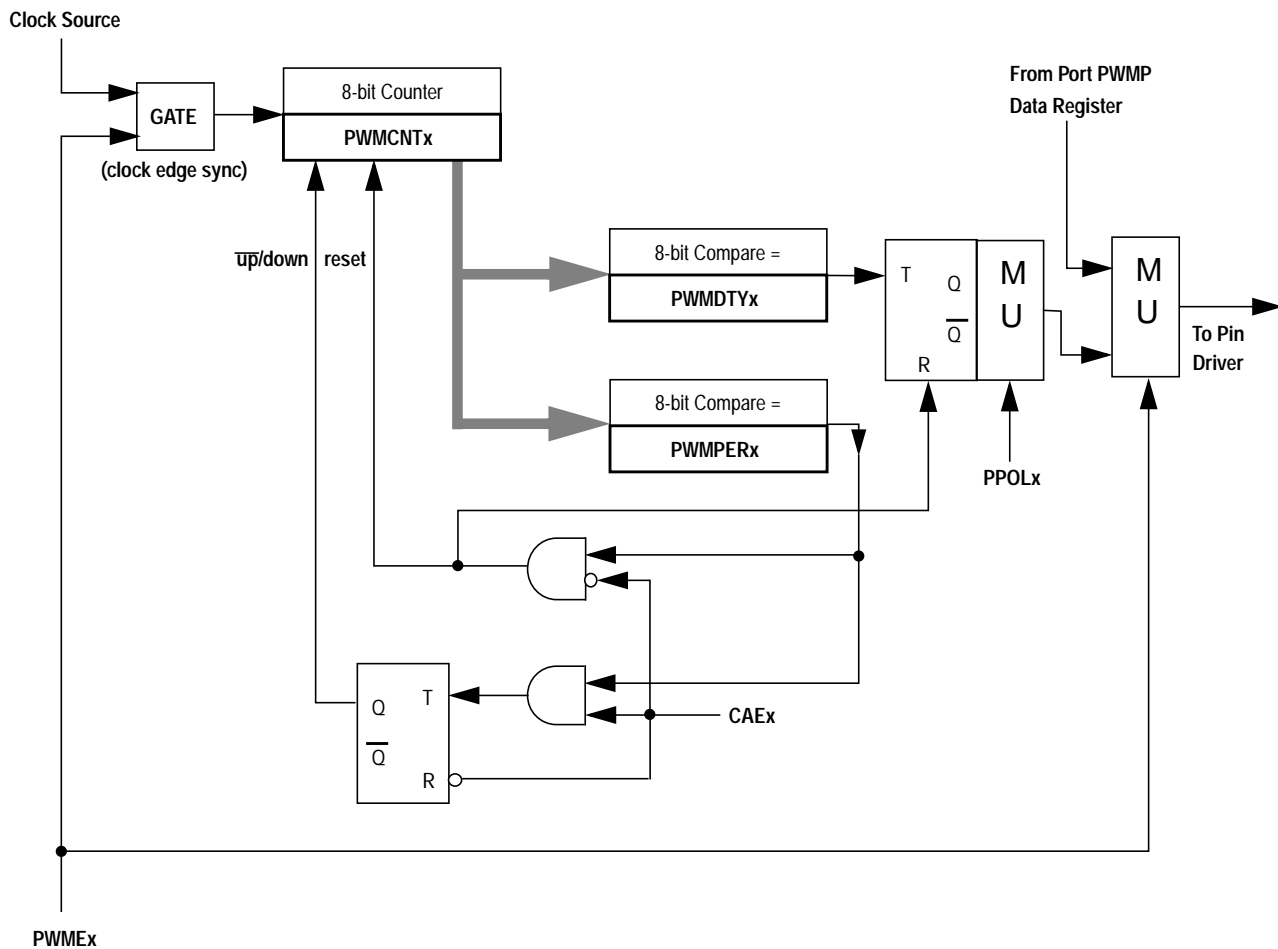 Clock Source
From Port PWMP
Data Register
8-bit Counter
GATE
PWMCNTx
(clock edge sync)
up/down
reset
8-bit Compare =
PWMDTYx
T
Q
Q
R
M
U
M
U
To Pin
Driver
8-bit Compare =
PWMPERx
PPOLx
Q
T
Q
R
CAEx
PWMEx